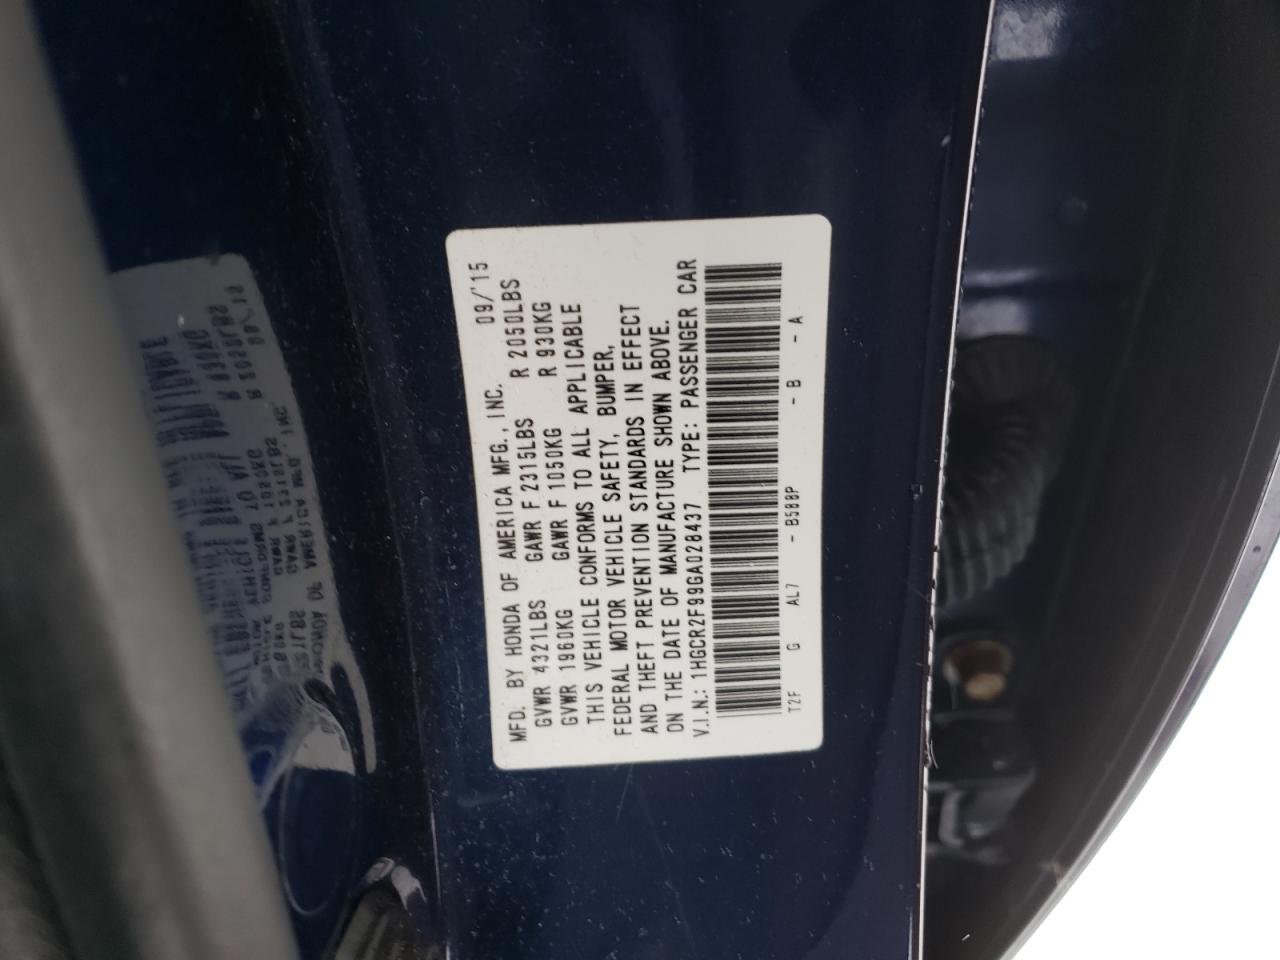 MFD. BY HONDA OF AMERICA MFG., INC. 09/'15
GVWR 4321LBS GAWR F 2315LBS R 2050LBS
GVWR 1960KG GAWR F 1050KG R 930KG
THIS VEHICLE CONFORMS TO ALL APPLICABLE
FEDERAL MOTOR VEHICLE SAFETY, BUMPER,
AND THEFT PREVENTION STANDARDS IN EFFECT
ON THE DATE OF MANUFACTURE SHOWN ABOVE.
V.I.N.: 1HGCR2F99GA028437 TYPE: PASSENGER CAR
T2F G AL7 - B588P - B - A